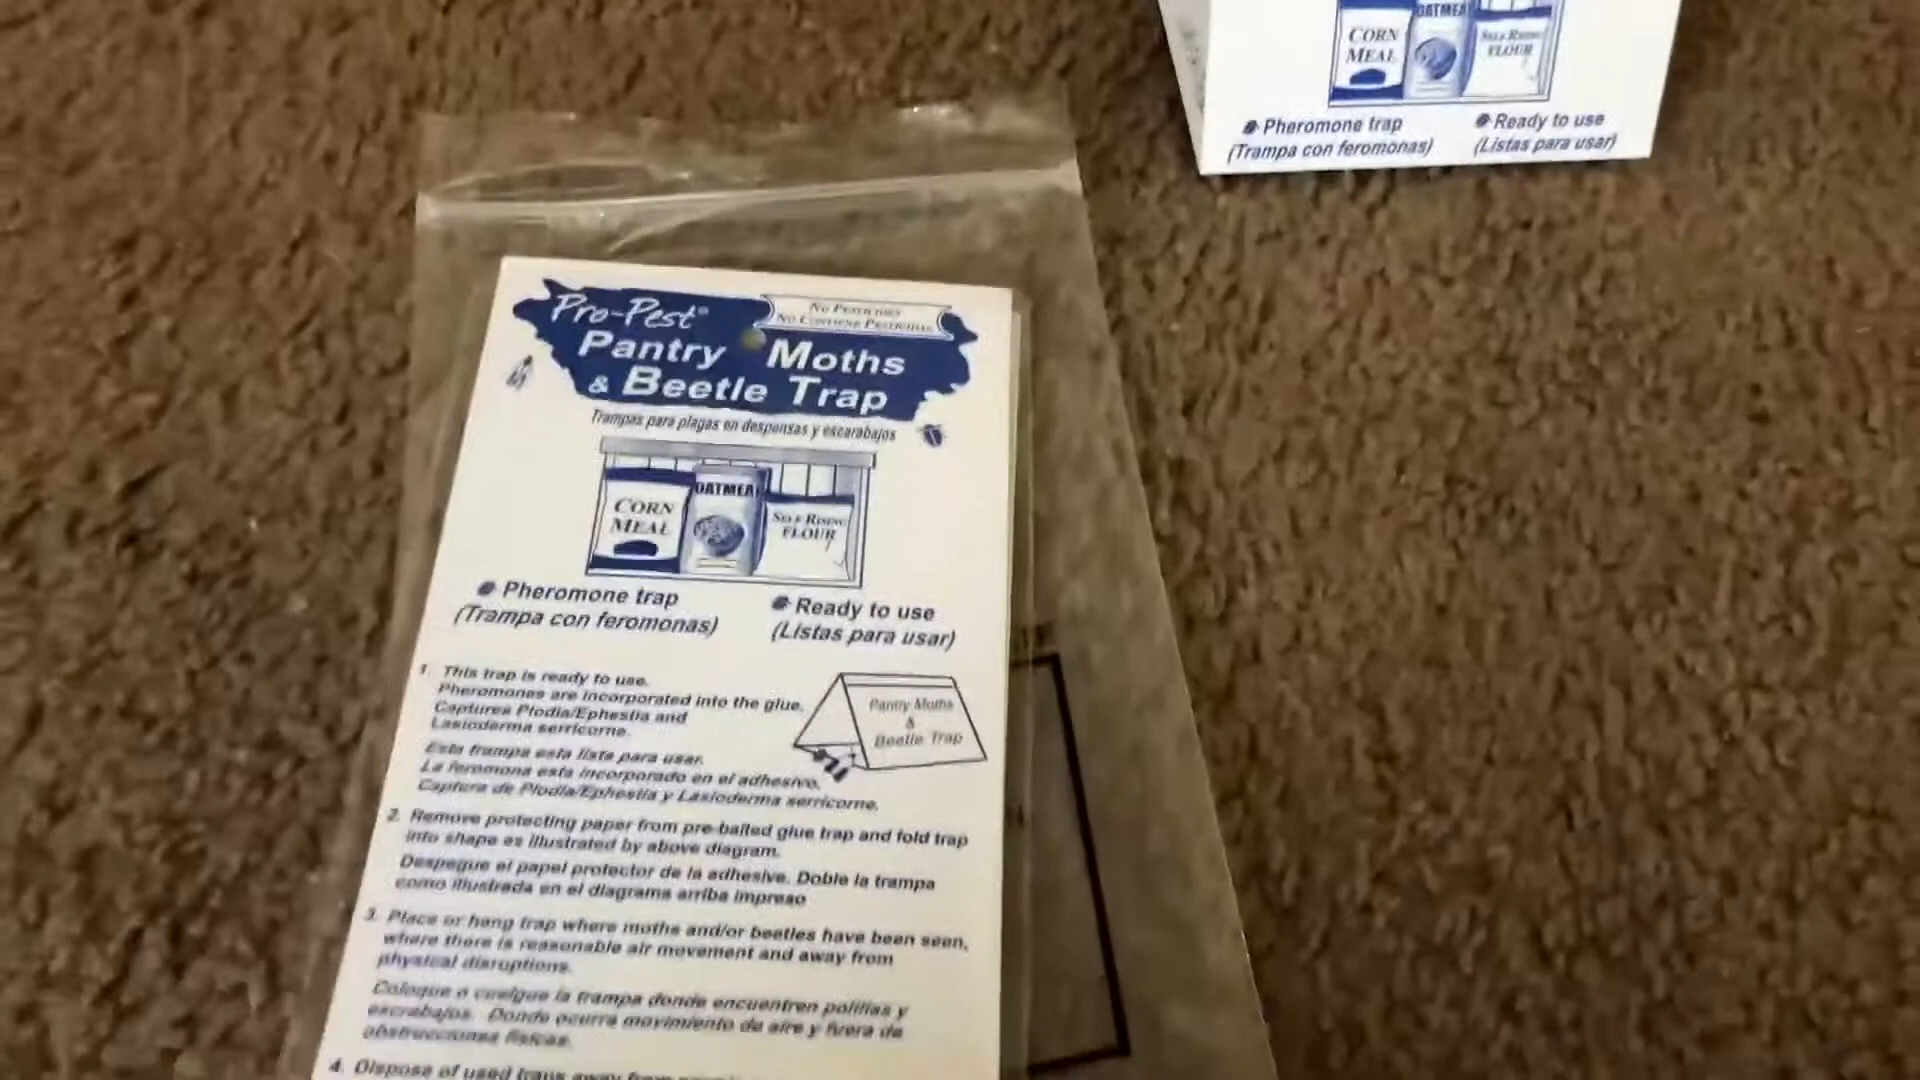 CORN
MEAL
OATMEAL
SELF RISING
FLOUR
Pheromone trap
(Trampa con feromonas)
Ready to use
(Listas para usar)
Pro-Pest®
NO PESTICIDES
NO CONTIENE PESTICIDAS
Pantry Moths
& Beetle Trap
Trampas para plagas en despensas y escarabajos
CORN
MEAL
OATMEAL
SELF RISING
FLOUR
Pheromone trap
(Trampa con feromonas)
Ready to use
(Listas para usar)
1. This trap is ready to use.
Pheromones are incorporated into the glue.
Captures Plodia/Ephestia and
Lasioderma serricorne.
Esta trampa esta lista para usar.
La feromona esta incorporado en el adhesivo.
Captura de Plodia/Ephestia y Lasioderma serricorne.
Pantry Moths
&
Beetle Trap
2. Remove protecting paper from pre-baited glue trap and fold trap
into shape as illustrated by above diagram.
Despegue el papel protector de la adhesive. Doble la trampa
como illustrada en el diagrama arriba impreso
3. Place or hang trap where moths and/or beetles have been seen,
where there is reasonable air movement and away from
physical disruptions.
Coloque o cuelgue la trampa donde encuentren polillas y
escrabajos. Donde ocurra movimiento de aire y fuera de
obstrucciones fisicas.
4. Dispose of used traps away from